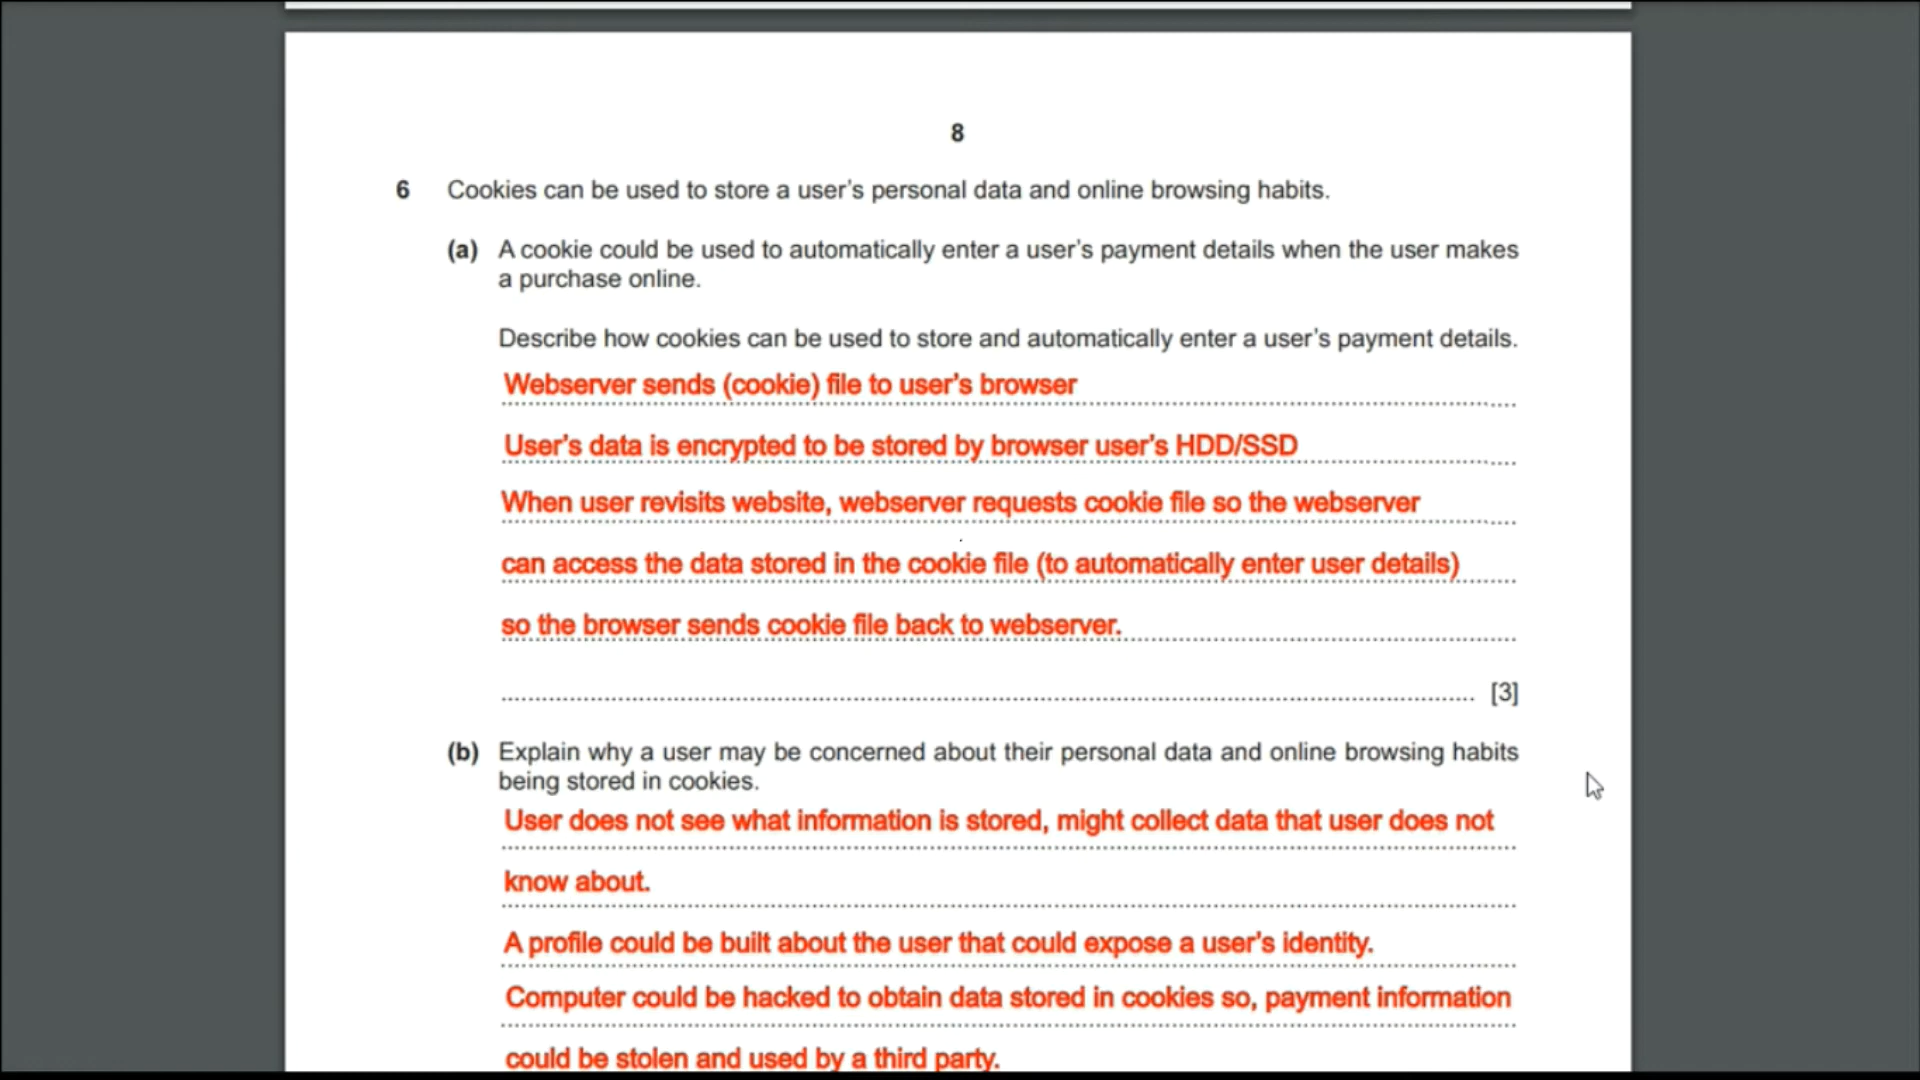 8
6 Cookies can be used to store a user's personal data and online browsing habits.
(a) A cookie could be used to automatically enter a user's payment details when the user makes
a purchase online.
Describe how cookies can be used to store and automatically enter a user's payment details.
Webserver sends (cookie) file to user's browser
User's data is encrypted to be stored by browser user's HDD/SSD
When user revisits website, webserver requests cookie file so the webserver
can access the data stored in the cookie file (to automatically enter user details)
so the browser sends cookie file back to webserver.
[3]
(b) Explain why a user may be concerned about their personal data and online browsing habits
being stored in cookies.
User does not see what information is stored, might collect data that user does not
know about.
A profile could be built about the user that could expose a user's identity.
Computer could be hacked to obtain data stored in cookies so, payment information
could be stolen and used by a third party.